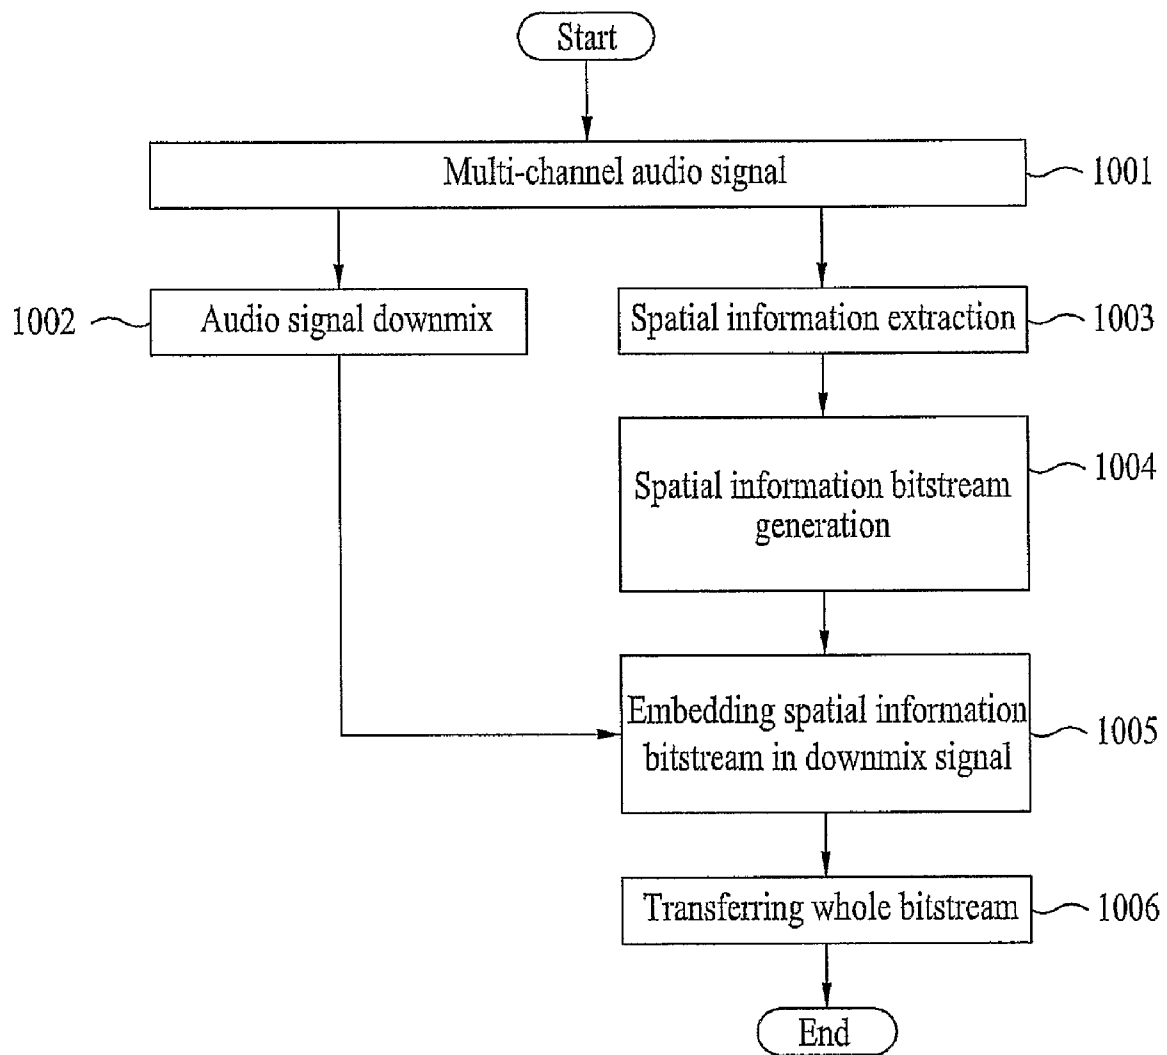 Start
Multi-channel audio signal
1001
1002
Audio signal downmix
Spatial information extraction
1003
Spatial information bitstream
generation
1004
Embedding spatial information
bitstream in downmix signal
1005
Transferring whole bitstream
1006
End